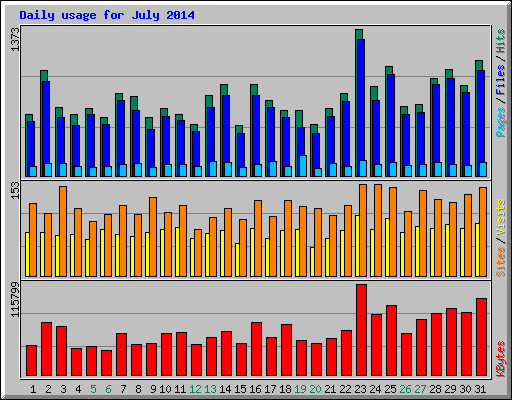 Daily usage for July 2014
1373
Pages / Files / Hits
153
Sites / Visits
115799
KBytes
1 2 3 4 5 6 7 8 9 10 11 12 13 14 15 16 17 18 19 20 21 22 23 24 25 26 27 28 29 30 31